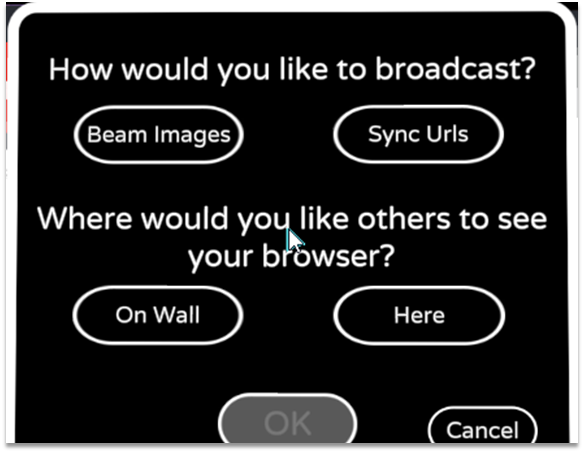 How would you like to broadcast?
Beam Images
Sync Urls
Where would you like others to see
your browser?
On Wall
Here
OK
Cancel